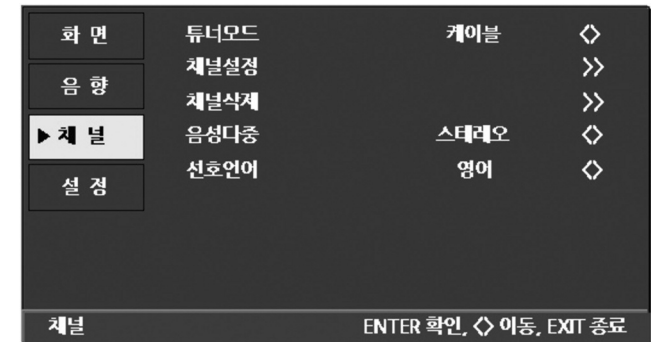 화 면
음 향
▶채 널
설 정
튜너모드 케이블 <>
채널설정 >>
채널삭제 >>
음성다중 스테레오 <>
선호언어 영어 <>
채널
ENTER 확인, <> 이동, EXIT 종료